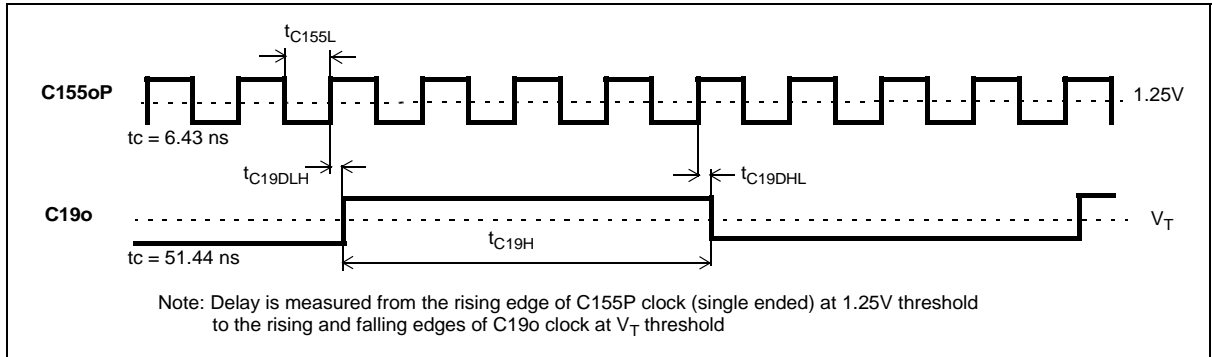 tC155L
C155oP
1.25V
tc = 6.43 ns
tC19DLH
tC19DHL
C19o
VT
tC19H
tc = 51.44 ns
Note: Delay is measured from the rising edge of C155P clock (single ended) at 1.25V threshold
to the rising and falling edges of C19o clock at VT threshold